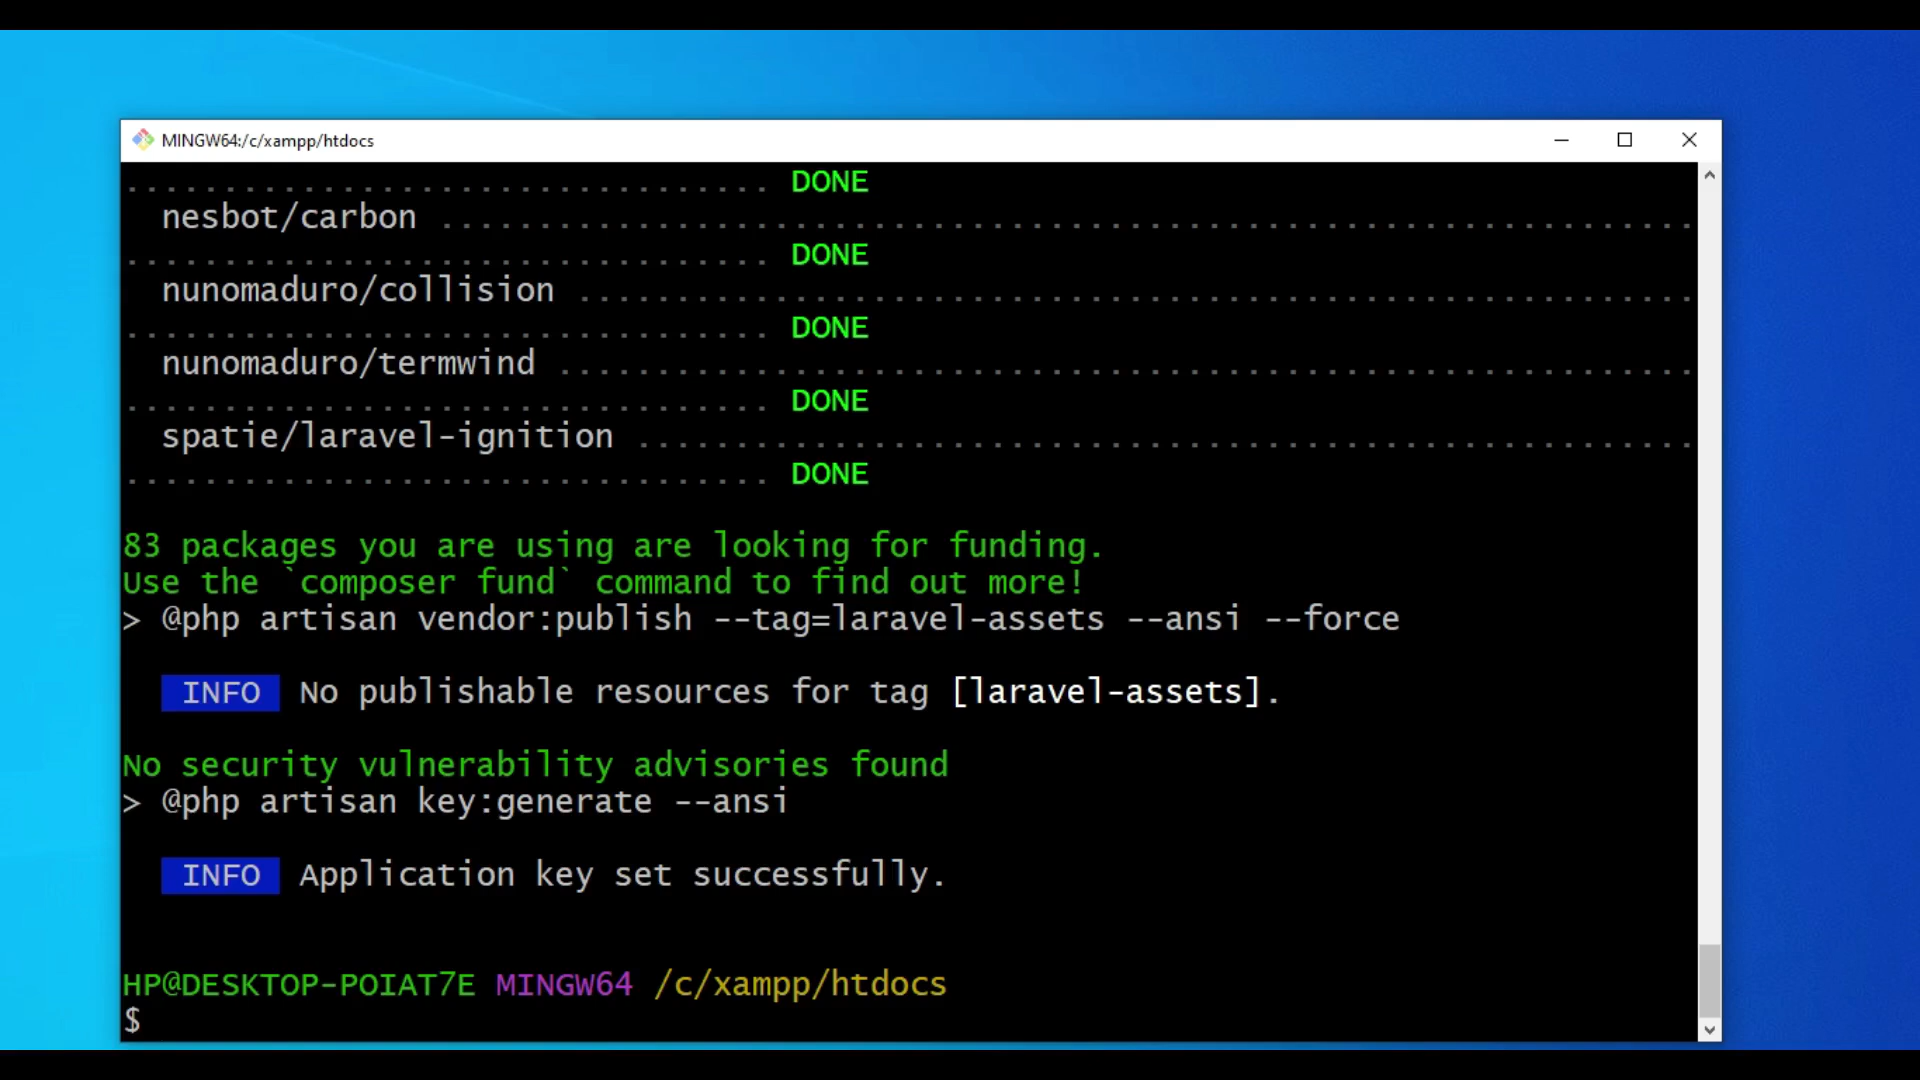 MINGW64:/c/xampp/htdocs
................................. DONE
nesbot/carbon ................................................................
................................. DONE
nunomaduro/collision .........................................................
................................. DONE
nunomaduro/termwind ..........................................................
................................. DONE
spatie/laravel-ignition ......................................................
................................. DONE
83 packages you are using are looking for funding.
Use the `composer fund` command to find out more!
> @php artisan vendor:publish --tag=laravel-assets --ansi --force
INFO No publishable resources for tag [laravel-assets].
No security vulnerability advisories found
> @php artisan key:generate --ansi
INFO Application key set successfully.
HP@DESKTOP-POIAT7E MINGW64 /c/xampp/htdocs
$